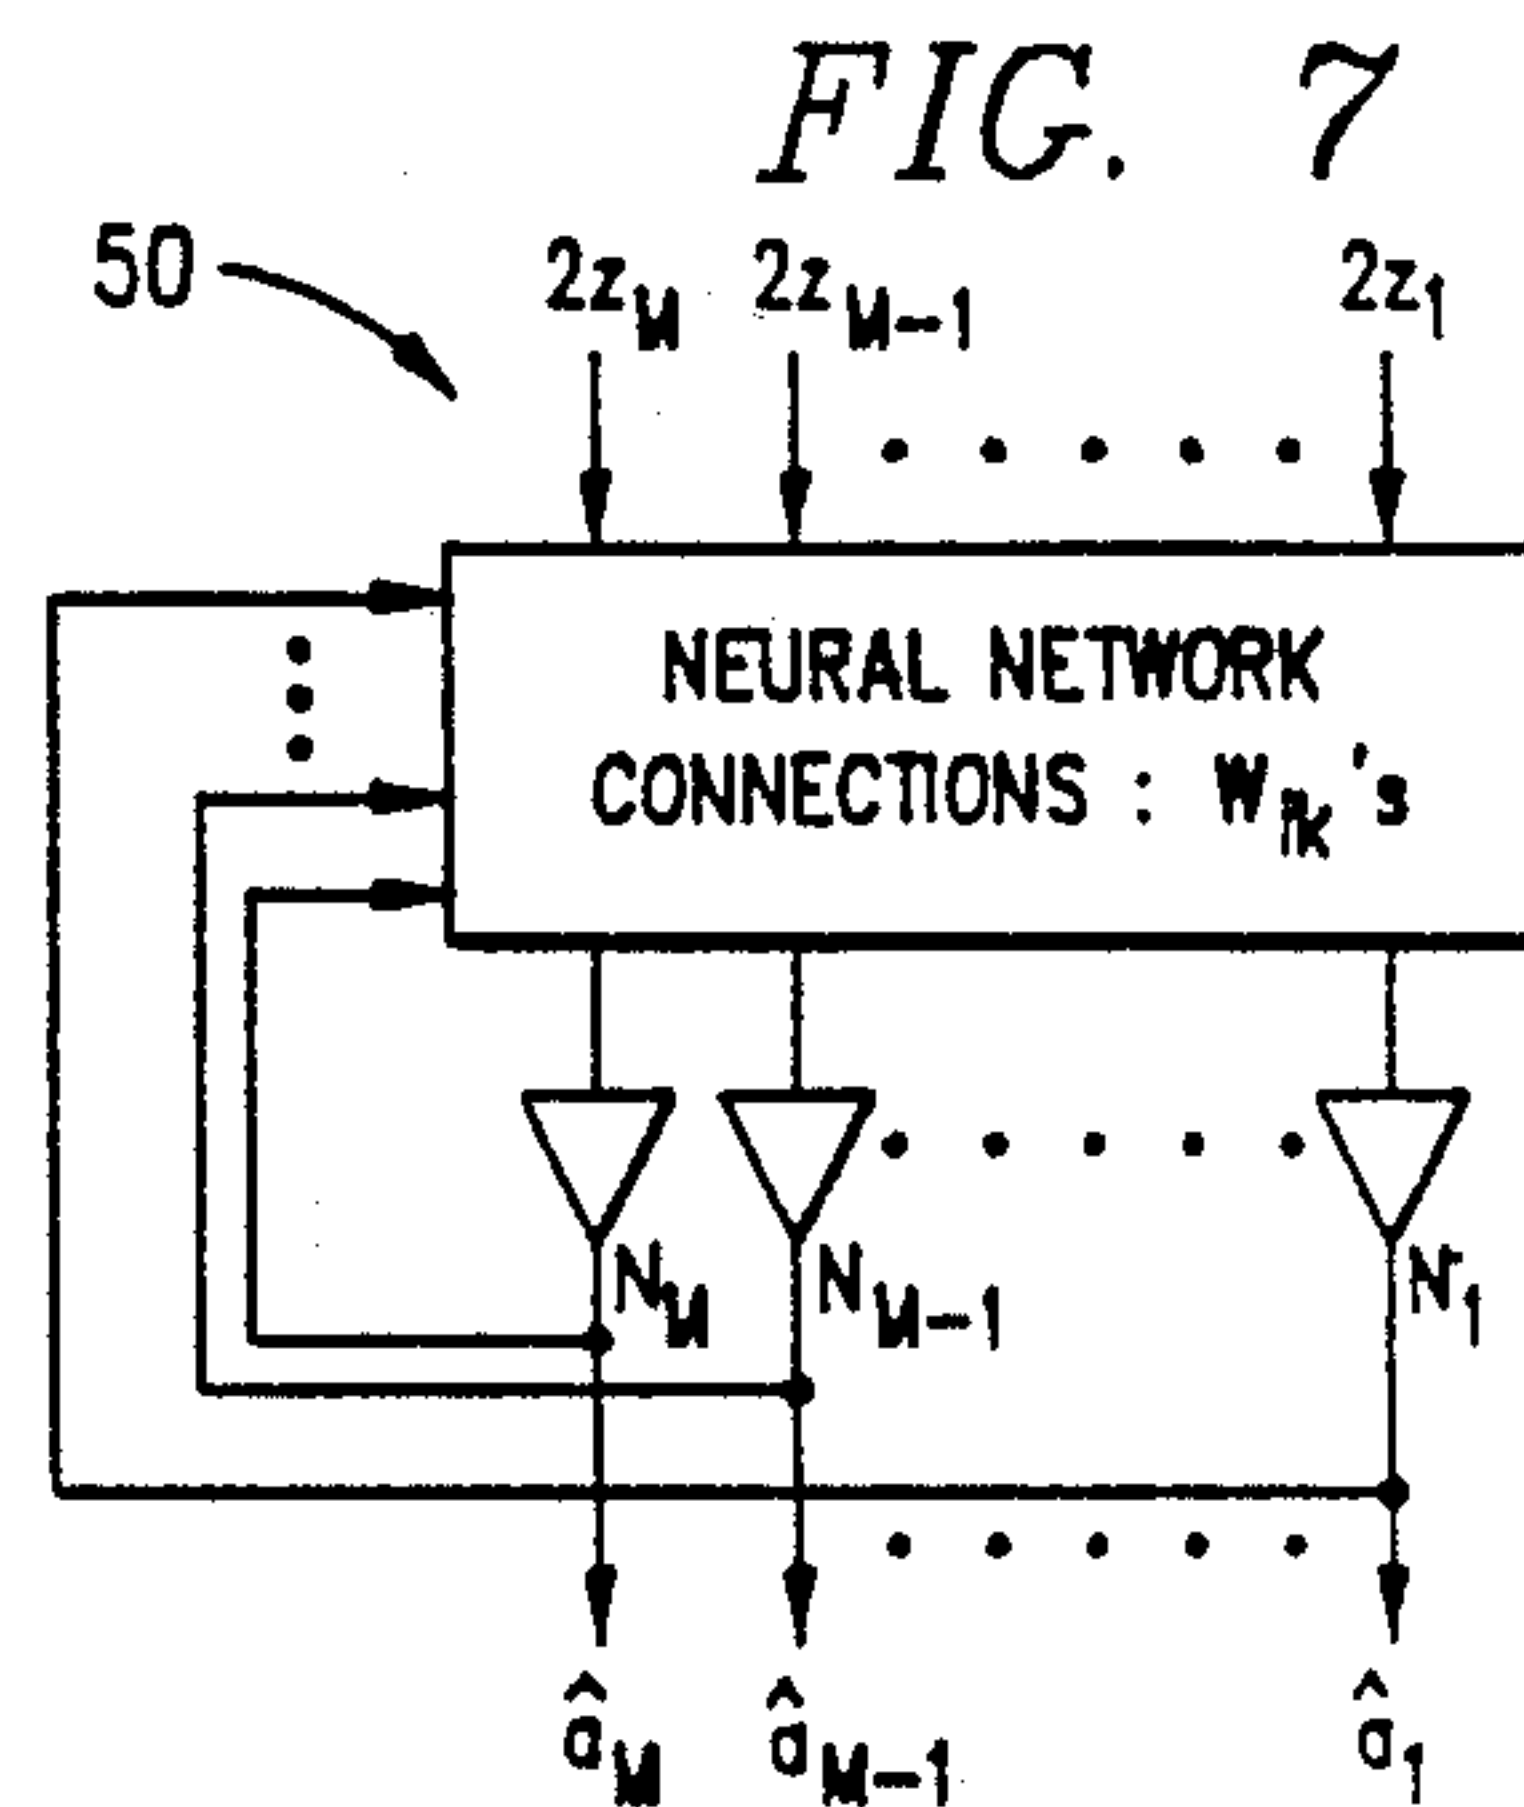 FIG. 7
50
2z_M 2z_{M-1} 2z_1
NEURAL NETWORK
CONNECTIONS : W_{ik}'s
N_M N_{M-1} N_1
â_M â_{M-1} â_1